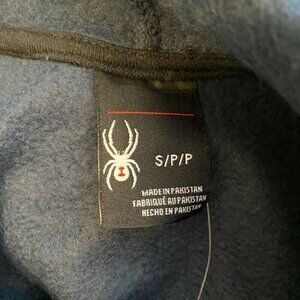 S/P/P
MADE IN PAKISTAN
FABRIQUÉ AU PAKISTAN
HECHO EN PAKISTAN